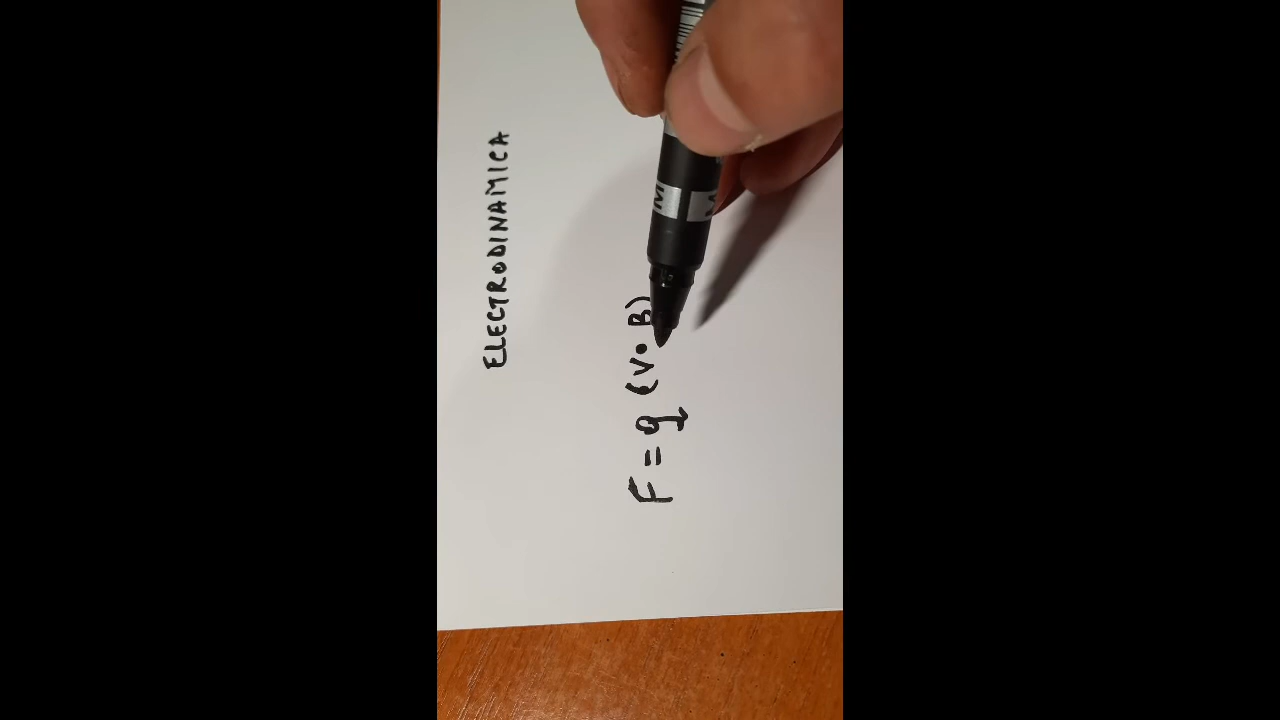 ELECTRODINAMICA
F = q (V • B)
M M